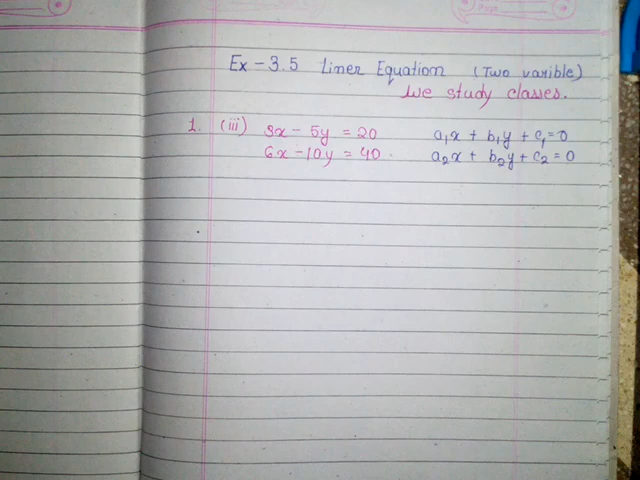 Ex - 3.5 Liner Equation (Two varible)
We study classes.
1. (iii) 3x - 5y = 20 a₁x + b₁y + c₁ = 0
6x - 10y = 40. a₂x + b₂y + c₂ = 0